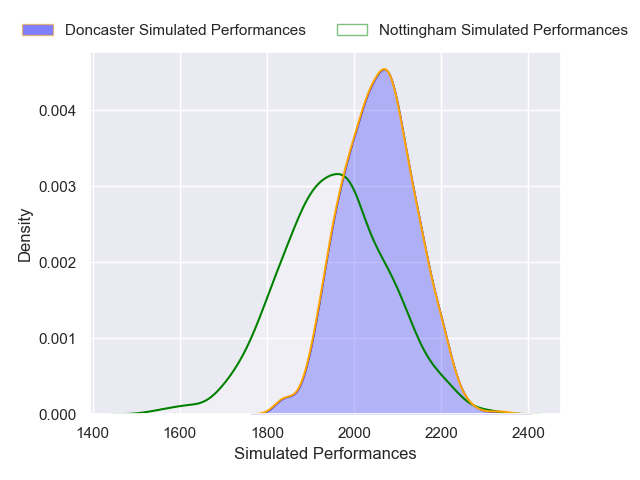 Doncaster Simulated Performances Nottingham Simulated Performances
0.004
0.003
0.002
0.001
0.000
Density
1400 1600 1800 2000 2200 2400
Simulated Performances